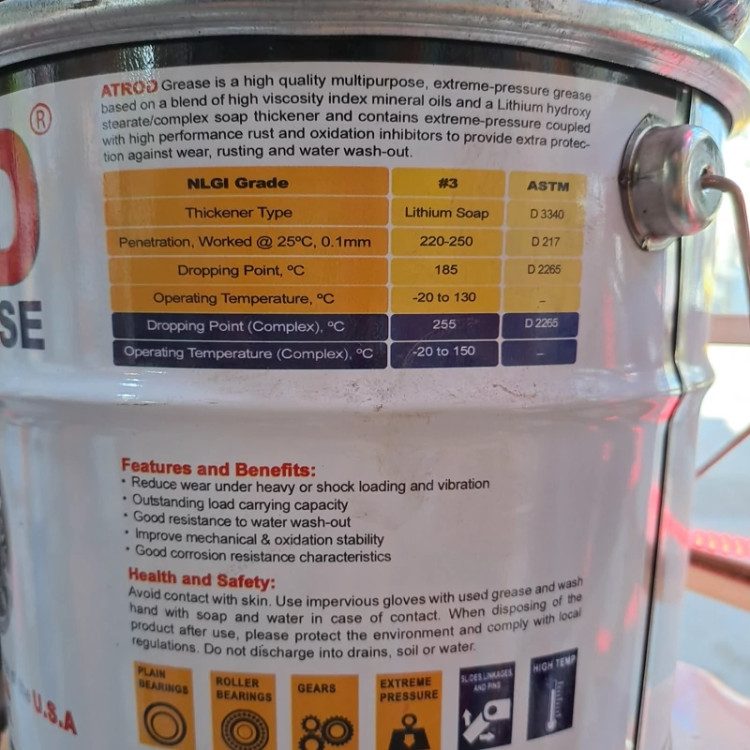 ®
SE
ATROD Grease is a high quality multipurpose, extreme-pressure grease
based on a blend of high viscosity index mineral oils and a Lithium hydroxy
stearate/complex soap thickener and contains extreme-pressure coupled
with high performance rust and oxidation inhibitors to provide extra protec-
tion against wear, rusting and water wash-out.
NLGI Grade #3 ASTM
Thickener Type Lithium Soap D 3340
Penetration, Worked @ 25ºC, 0.1mm 220-250 D 217
Dropping Point, ºC 185 D 2265
Operating Temperature, ºC -20 to 130 –
Dropping Point (Complex), ºC 255 D 2265
Operating Temperature (Complex), ºC -20 to 150 –
Features and Benefits:
• Reduce wear under heavy or shock loading and vibration
• Outstanding load carrying capacity
• Good resistance to water wash-out
• Improve mechanical & oxidation stability
• Good corrosion resistance characteristics
Health and Safety:
Avoid contact with skin. Use impervious gloves with used grease and wash
hand with soap and water in case of contact. When disposing of the
product after use, please protect the environment and comply with local
regulations. Do not discharge into drains, soil or water.
PLAIN
BEARINGS
ROLLER
BEARINGS
GEARS
EXTREME
PRESSURE
SLIDES, LINKAGES
AND PINS
HIGH TEMP
U.S.A